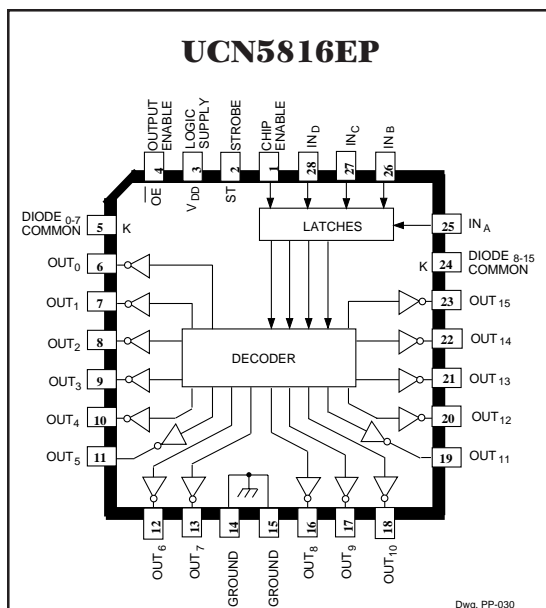 UCN5816EP
OUTPUT
ENABLE
LOGIC
SUPPLY
STROBE
CHIP
ENABLE
IND
INC
INB
4
3
2
1
28
27
26
OE
VDD
ST
DIODE 0-7
COMMON
5
K
LATCHES
25
INA
OUT0
6
K
24
DIODE 8-15
COMMON
OUT1
7
23
OUT15
OUT2
8
DECODER
22
OUT14
OUT3
9
21
OUT13
OUT4
10
20
OUT12
OUT5
11
19
OUT11
12
13
14
15
16
17
18
OUT6
OUT7
GROUND
GROUND
OUT8
OUT9
OUT10
Dwg. PP-030